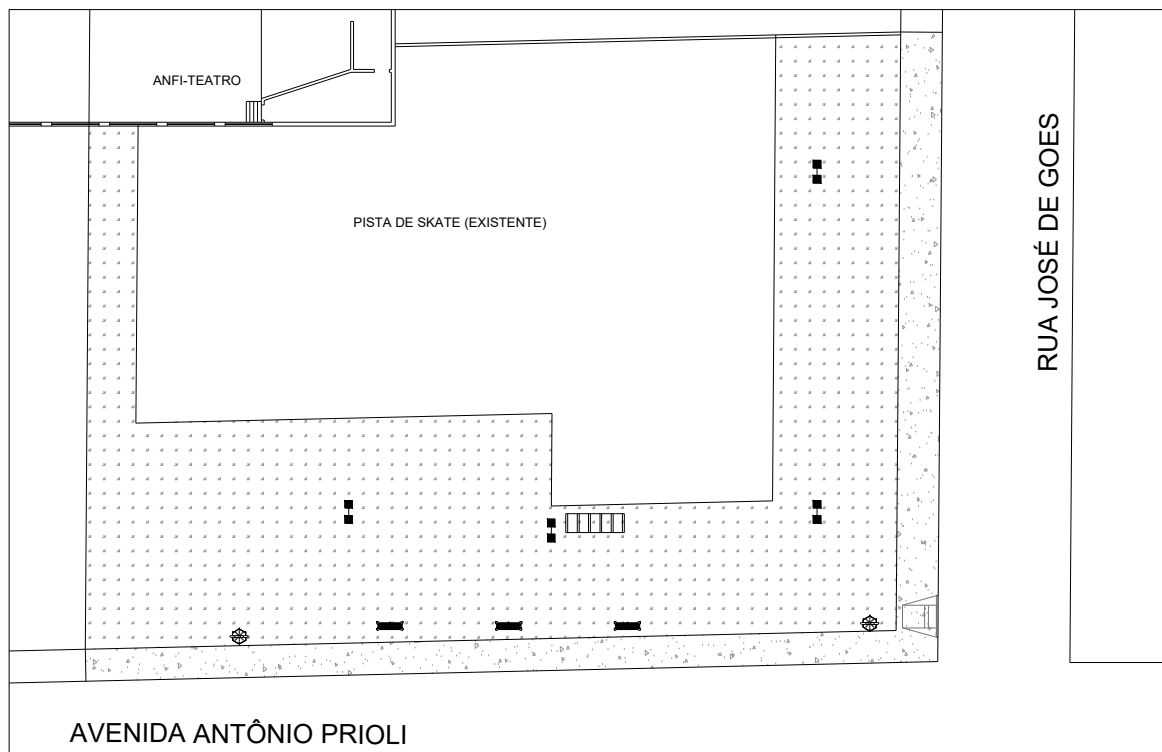 ANFI-TEATRO
PISTA DE SKATE (EXISTENTE)
RUA JOSÉ DE GOES
AVENIDA ANTÔNIO PRIOLI